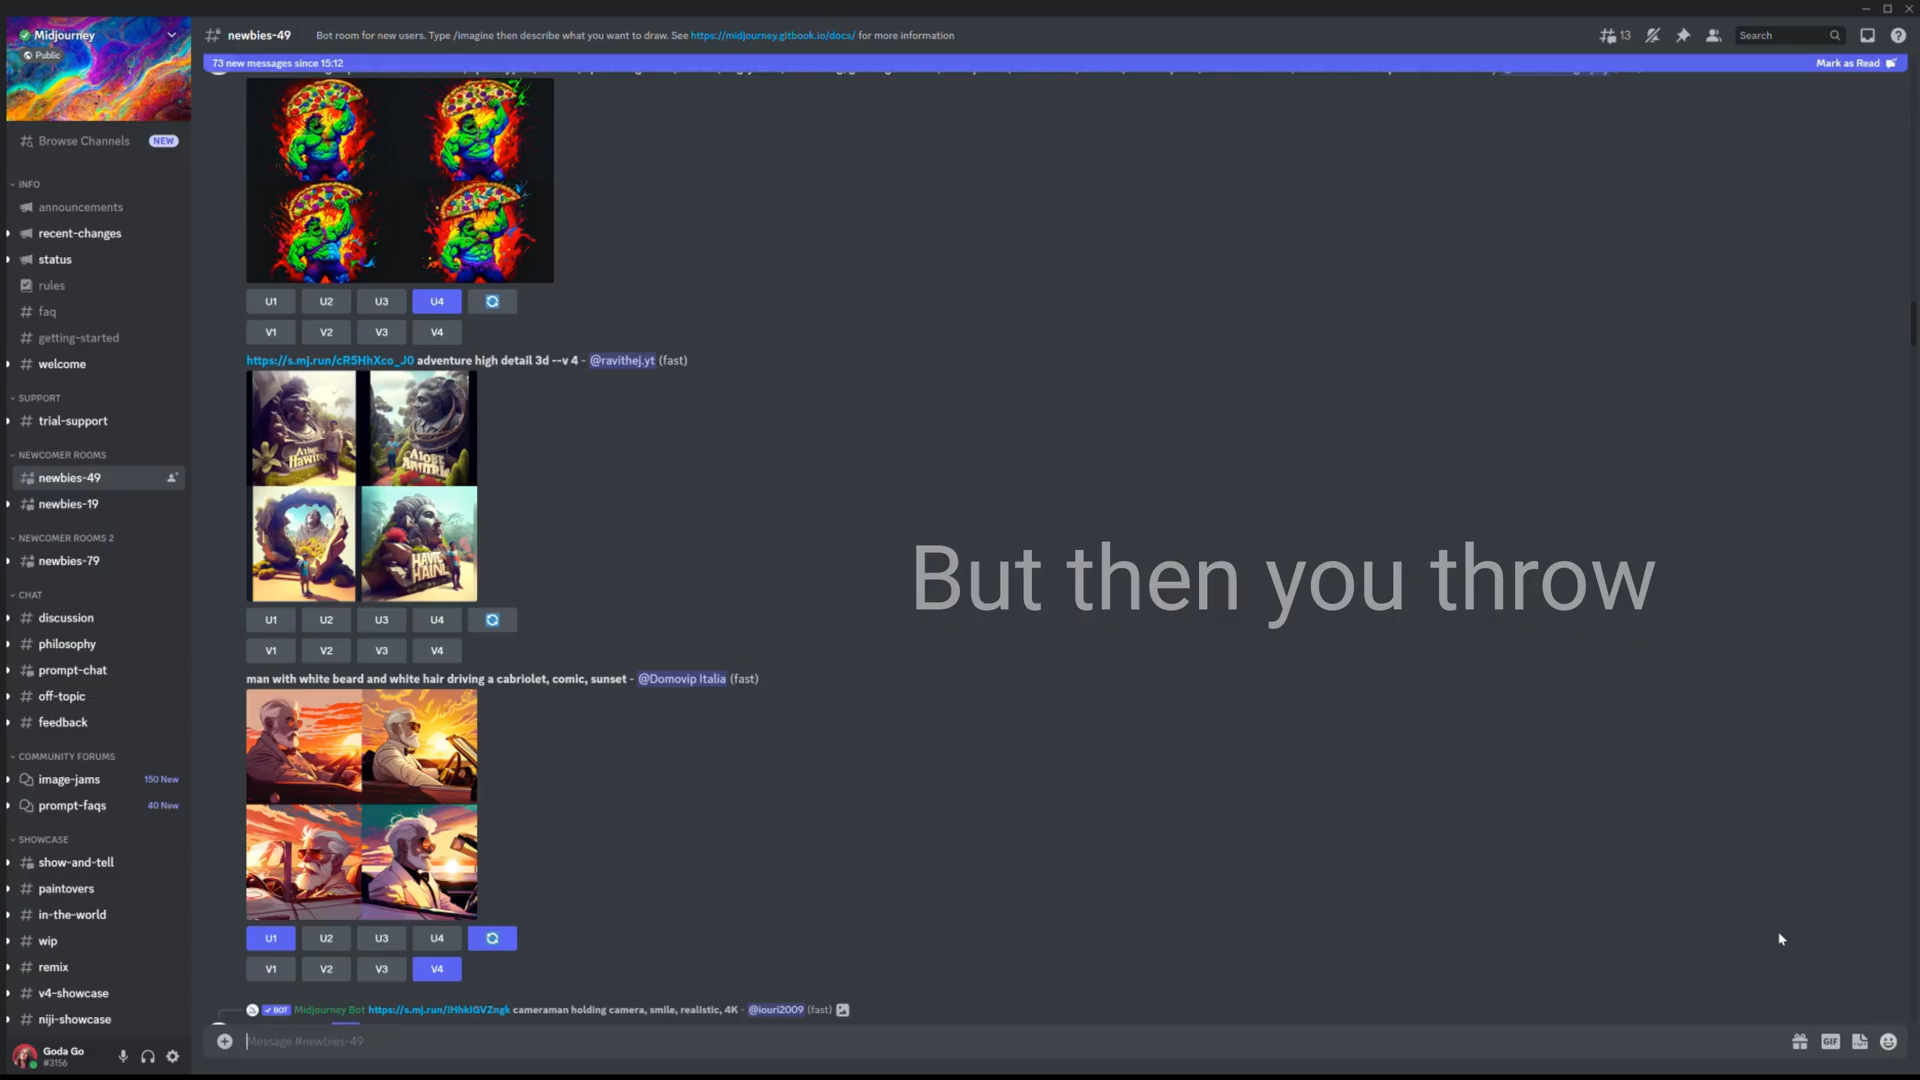 Midjourney
Public
newbies-49
Bot room for new users. Type /imagine then describe what you want to draw. See https://midjourney.gitbook.io/docs/ for more information
13
Search
73 new messages since 15:12
Mark as Read
Browse Channels
NEW
INFO
announcements
recent-changes
status
rules
faq
getting-started
welcome
SUPPORT
trial-support
NEWCOMER ROOMS
newbies-49
newbies-19
NEWCOMER ROOMS 2
newbies-79
CHAT
discussion
philosophy
prompt-chat
off-topic
feedback
COMMUNITY FORUMS
image-jams 150 New
prompt-faqs 40 New
SHOWCASE
show-and-tell
paintovers
in-the-world
wip
remix
v4-showcase
niji-showcase
Goda Go
#3156
U1 U2 U3 U4
V1 V2 V3 V4
https://s.mj.run/cR5HhXco_J0 adventure high detail 3d --v 4 - @ravithej.yt (fast)
U1 U2 U3 U4
V1 V2 V3 V4
man with white beard and white hair driving a cabriolet, comic, sunset - @Domovip Italia (fast)
U1 U2 U3 U4
V1 V2 V3 V4
BOT Midjourney Bot https://s.mj.run/iHhkIGVZngk cameraman holding camera, smile, realistic, 4K - @iouri2009 (fast)
Message #newbies-49
GIF
But then you throw